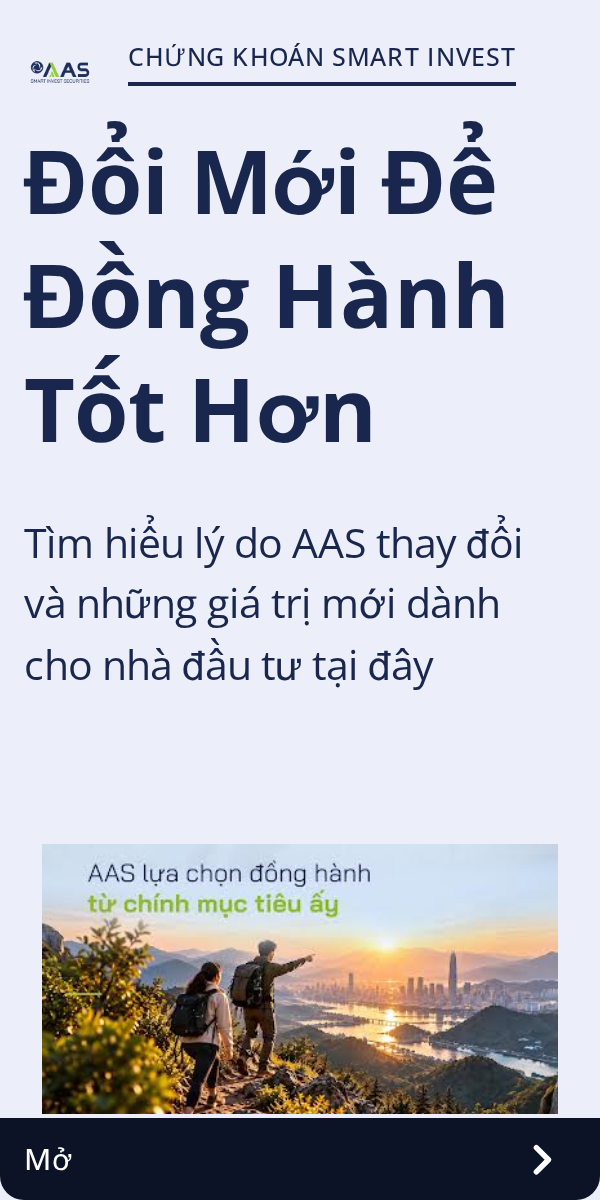 AAS
SMART INVEST SECURITIES
CHỨNG KHOÁN SMART INVEST
Đổi Mới Để
Đồng Hành
Tốt Hơn
Tìm hiểu lý do AAS thay đổi
và những giá trị mới dành
cho nhà đầu tư tại đây
AAS lựa chọn đồng hành
từ chính mục tiêu ấy
Mở